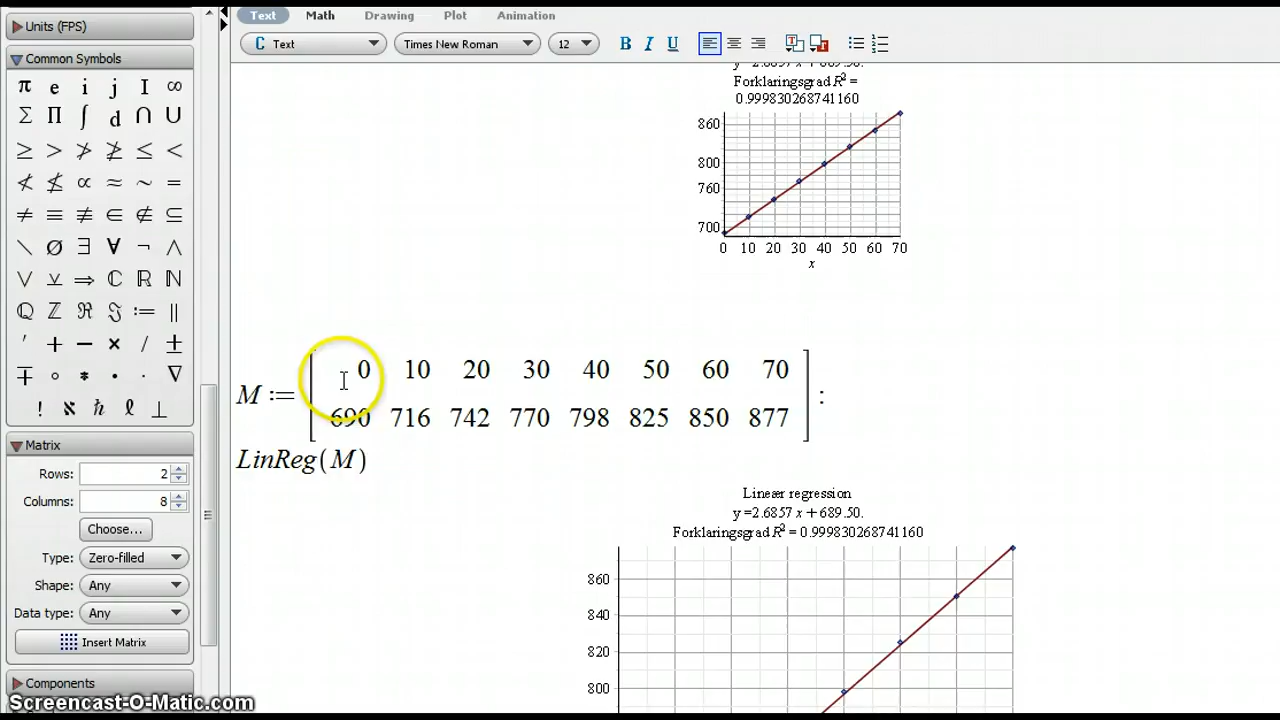 Text Math Drawing Plot Animation
Units (FPS)
C Text Times New Roman 12 B I U
Common Symbols
π e i j I ∞
Σ Π ∫ d ∩ ∪
≥ > ≯ ≱ ≤ <
≮ ≰ ∝ ≈ ~ =
≠ ≡ ≢ ∈ ∉ ⊆
\ Ø ∃ ∀ ¬ ∧
∨ ⊻ ⇒ ℂ ℝ ℕ
ℚ ℤ ℜ ℑ := ||
′ + − × / ±
∓ ∘ * • · ∇
! ℵ ℏ ℓ ⊥
Matrix
Rows: 2
Columns: 8
Choose...
Type: Zero-filled
Shape: Any
Data type: Any
Insert Matrix
Components
y =2.6857 x + 689.50.
Forklaringsgrad R² =
0.999830268741160
860
800
760
700
0 10 20 30 40 50 60 70
x
0 10 20 30 40 50 60 70
M := :
690 716 742 770 798 825 850 877
LinReg(M)
Lineær regression
y =2.6857 x + 689.50.
Forklaringsgrad R² = 0.999830268741160
860
840
820
800
Screencast-O-Matic.com